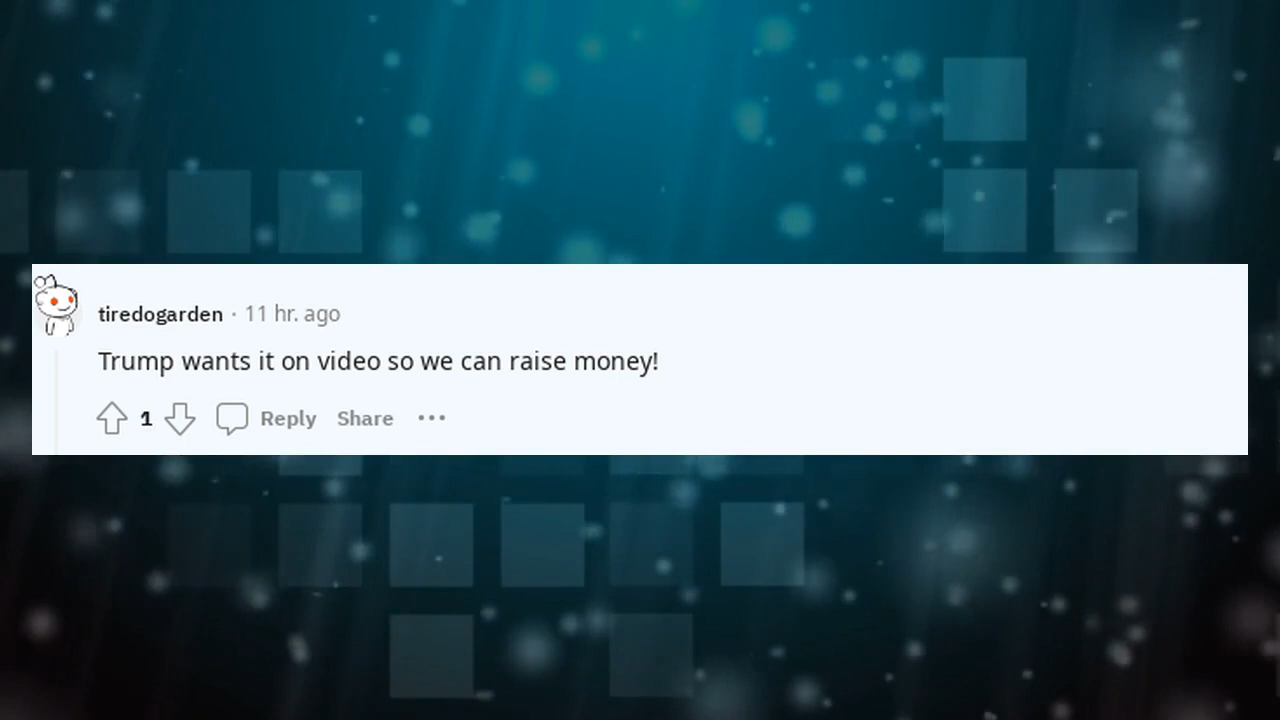 tiredogarden · 11 hr. ago
Trump wants it on video so we can raise money!
1 Reply Share ···